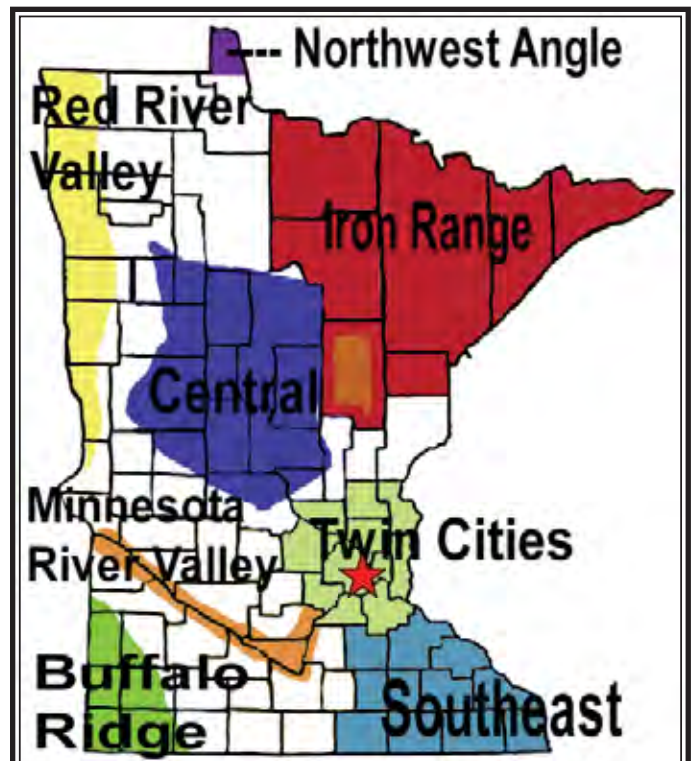 ---- Northwest Angle
Red River
Valley
Iron Range
Central
Minnesota
River Valley
Twin Cities
Buffalo
Ridge
Southeast